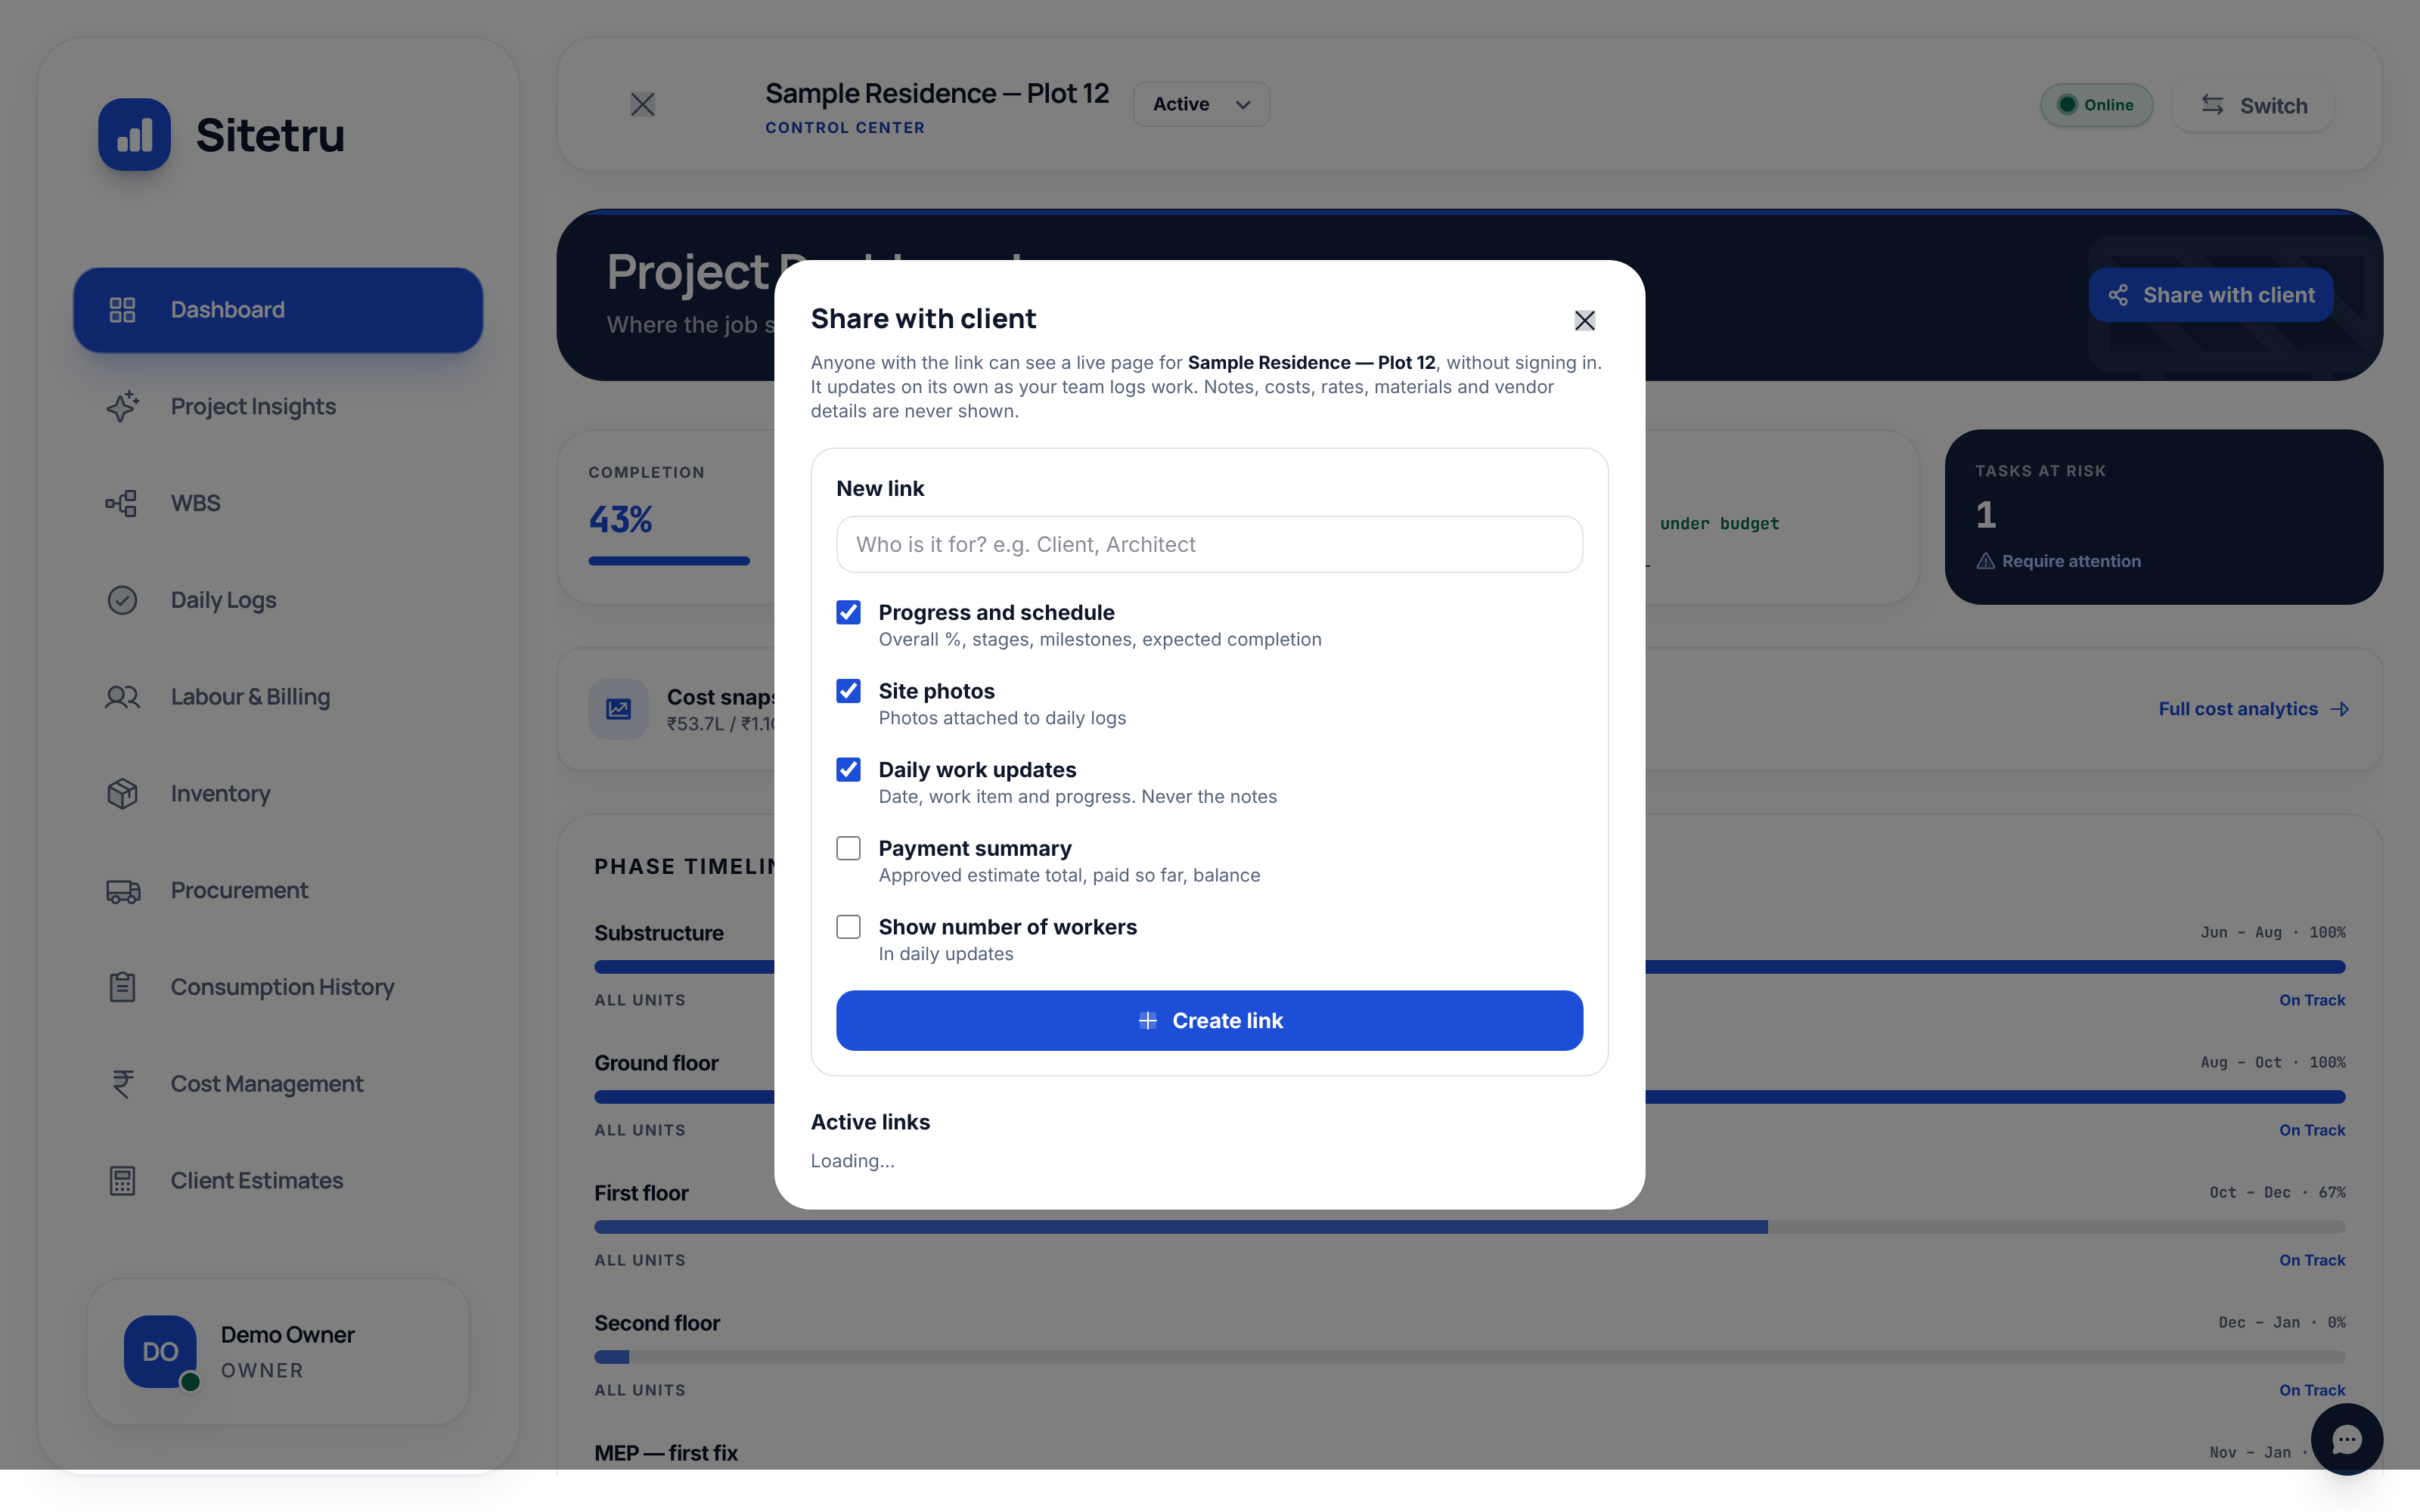 Sitetru
Dashboard
Project Insights
WBS
Daily Logs
Labour & Billing
Inventory
Procurement
Consumption History
Cost Management
Client Estimates
DO
Demo Owner
OWNER
Sample Residence — Plot 12
CONTROL CENTER
Active
Online
Switch
Project
Where the job s
Share with client
COMPLETION
43%
under budget
TASKS AT RISK
1
Require attention
Cost snaps
₹53.7L / ₹1.10
Full cost analytics
PHASE TIMELIN
Substructure
Jun – Aug · 100%
ALL UNITS
On Track
Ground floor
Aug – Oct · 100%
ALL UNITS
On Track
First floor
Oct – Dec · 67%
ALL UNITS
On Track
Second floor
Dec – Jan · 0%
ALL UNITS
On Track
MEP — first fix
Nov – Jan ·
Share with client
Anyone with the link can see a live page for Sample Residence — Plot 12, without signing in.
It updates on its own as your team logs work. Notes, costs, rates, materials and vendor
details are never shown.
New link
Who is it for? e.g. Client, Architect
Progress and schedule
Overall %, stages, milestones, expected completion
Site photos
Photos attached to daily logs
Daily work updates
Date, work item and progress. Never the notes
Payment summary
Approved estimate total, paid so far, balance
Show number of workers
In daily updates
Create link
Active links
Loading...